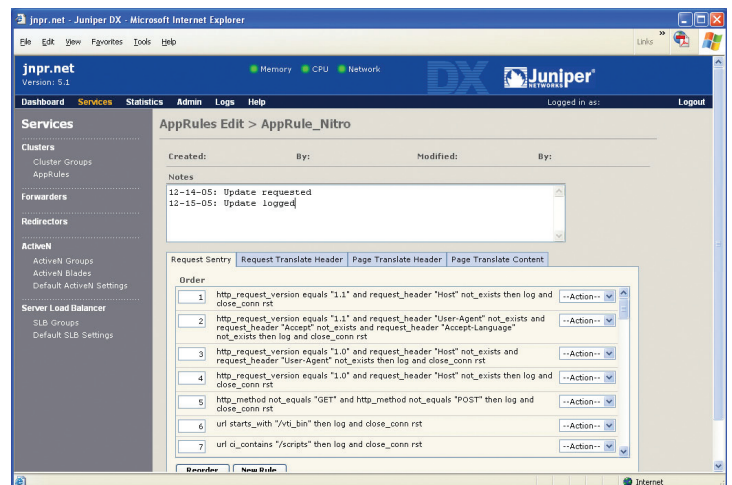 jnpr.net - Juniper DX - Microsoft Internet Explorer
File Edit View Favorites Tools Help
Links »
jnpr.net
Version: 5.1
Memory CPU Network
DX
Juniper
NETWORKS
Dashboard Services Statistics Admin Logs Help
Logged in as:
Logout
Services
Clusters
Cluster Groups
AppRules
Forwarders
Redirectors
ActiveN
ActiveN Groups
ActiveN Blades
Default ActiveN Settings
Server Load Balancer
SLB Groups
Default SLB Settings
AppRules Edit > AppRule_Nitro
Created: By: Modified: By:
Notes
12-14-05: Update requested
12-15-05: Update logged
Request Sentry Request Translate Header Page Translate Header Page Translate Content
Order
1 http_request_version equals "1.1" and request_header "Host" not_exists then log and --Action--
close_conn rst
2 http_request_version equals "1.1" and request_header "User-Agent" not_exists and --Action--
request_header "Accept" not_exists and request_header "Accept-Language"
not_exists then log and close_conn rst
3 http_request_version equals "1.0" and request_header "Host" not_exists and --Action--
request_header "User-Agent" not_exists then log and close_conn rst
4 http_request_version equals "1.0" and request_header "Host" not_exists then log and --Action--
close_conn rst
5 http_method not_equals "GET" and http_method not_equals "POST" then log and --Action--
close_conn rst
6 url starts_with "/vti_bin" then log and close_conn rst --Action--
7 url ci_contains "/scripts" then log and close_conn rst --Action--
Reorder New Rule
Internet